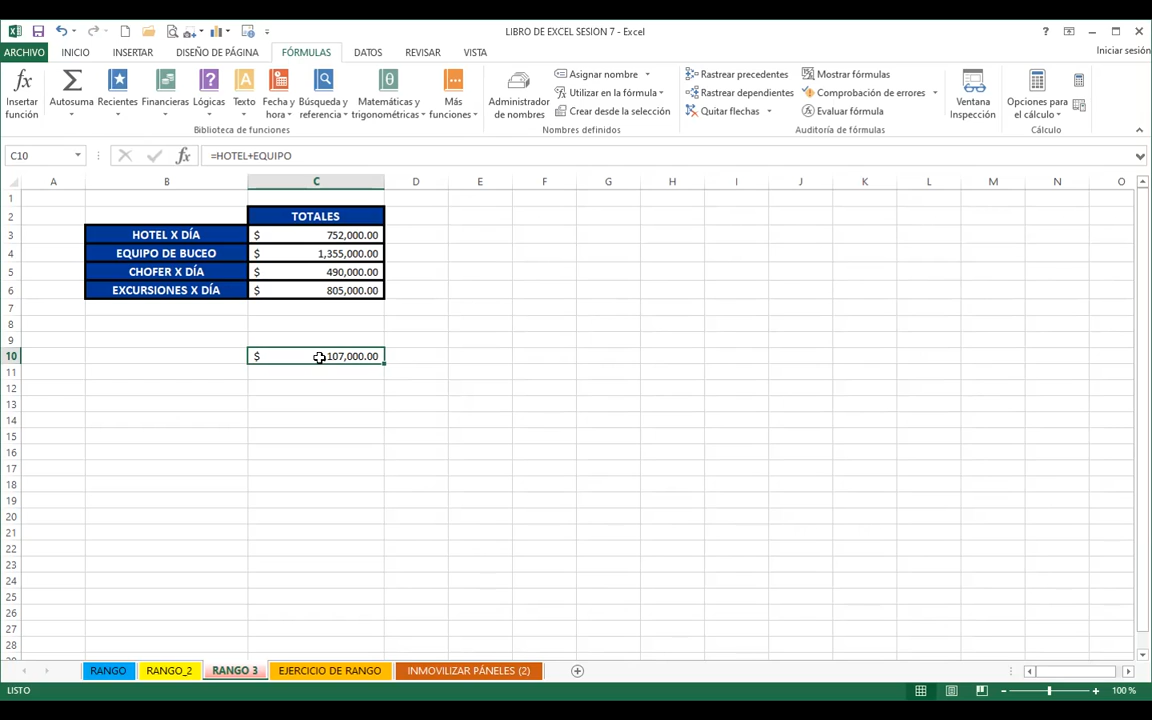 LIBRO DE EXCEL SESION 7 - Excel
ARCHIVO INICIO INSERTAR DISEÑO DE PÁGINA FÓRMULAS DATOS REVISAR VISTA Iniciar sesión
Insertar función
Autosuma
Recientes
Financieras
Lógicas
Texto
Fecha y hora
Búsqueda y referencia
Matemáticas y trigonométricas
Más funciones
Biblioteca de funciones
Administrador de nombres
Asignar nombre
Utilizar en la fórmula
Crear desde la selección
Nombres definidos
Rastrear precedentes
Rastrear dependientes
Quitar flechas
Mostrar fórmulas
Comprobación de errores
Evaluar fórmula
Auditoría de fórmulas
Ventana Inspección
Opciones para el cálculo
Cálculo
C10 fx =HOTEL+EQUIPO
A B C D E F G H I J K L M N O
1
2 TOTALES
3 HOTEL X DÍA $ 752,000.00
4 EQUIPO DE BUCEO $ 1,355,000.00
5 CHOFER X DÍA $ 490,000.00
6 EXCURSIONES X DÍA $ 805,000.00
7
8
9
10 $ 107,000.00
11
12
13
14
15
16
17
18
19
20
21
22
23
24
25
26
27
28
RANGO RANGO_2 RANGO 3 EJERCICIO DE RANGO INMOVILIZAR PÁNELES (2)
LISTO 100 %